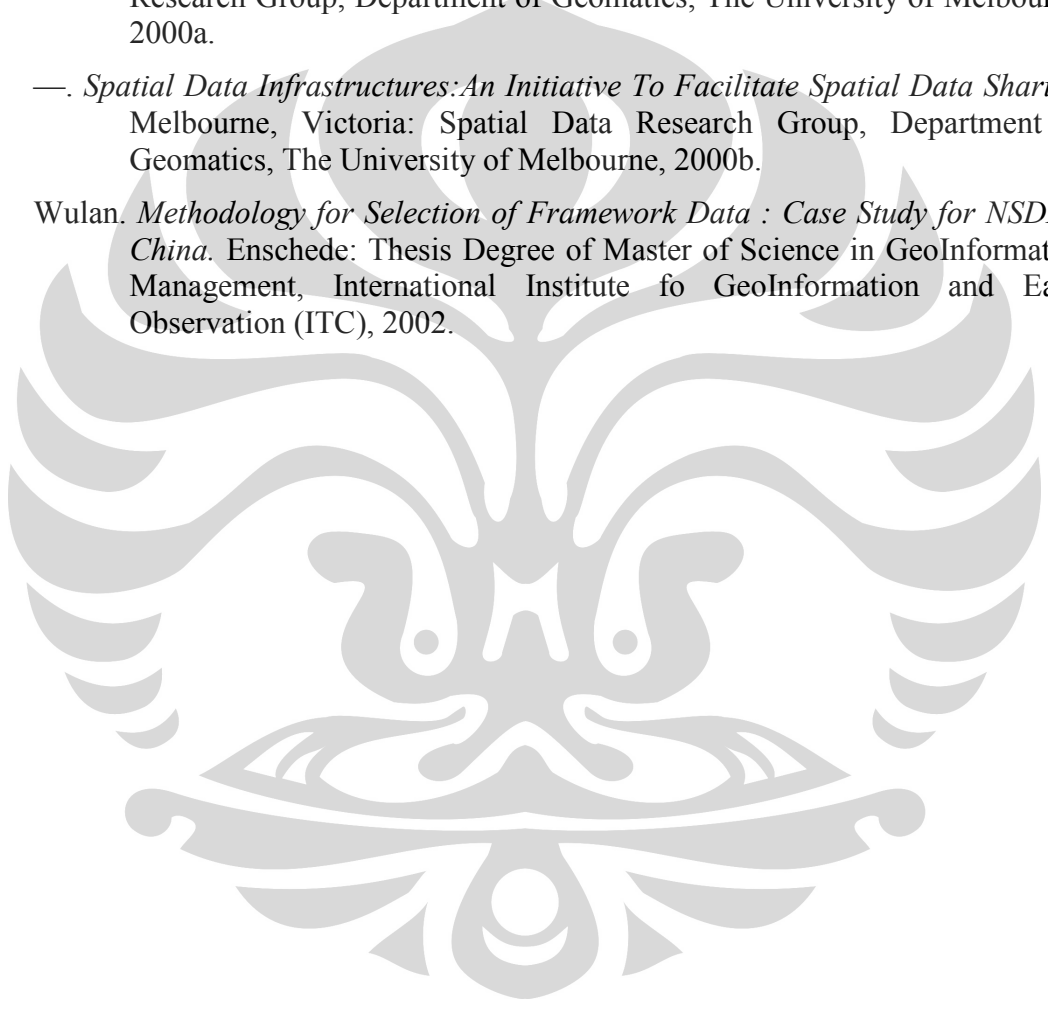 Research Group, Department of Geomatics, The University of Melbou
2000a.
—. Spatial Data Infrastructures:An Initiative To Facilitate Spatial Data Shari
Melbourne, Victoria: Spatial Data Research Group, Department
Geomatics, The University of Melbourne, 2000b.
Wulan. Methodology for Selection of Framework Data : Case Study for NSD
China. Enschede: Thesis Degree of Master of Science in GeoInformat
Management, International Institute fo GeoInformation and Ea
Observation (ITC), 2002.